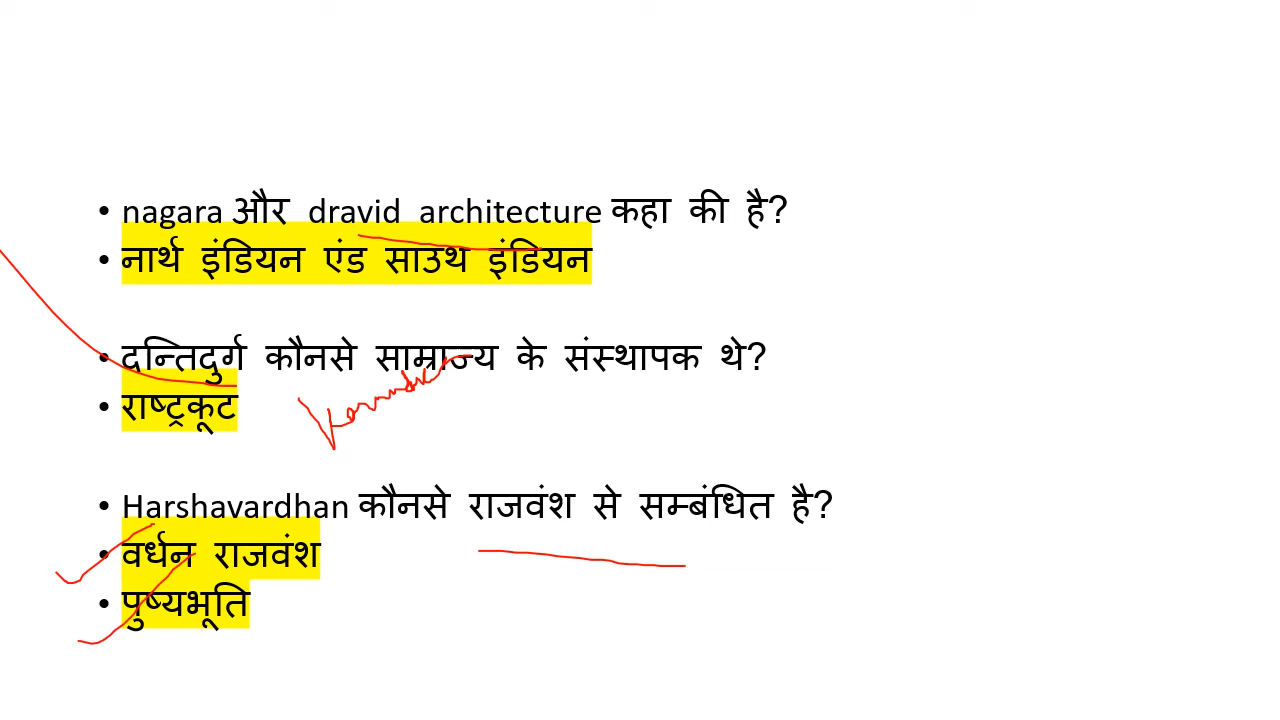 • nagara और dravid architecture कहा की है?
• नार्थ इंडियन एंड साउथ इंडियन
• दन्तिदुर्ग कौनसे साम्राज्य के संस्थापक थे?
• राष्ट्रकूट
• Harshavardhan कौनसे राजवंश से सम्बंधित है?
• वर्धन राजवंश
• पुष्यभूति